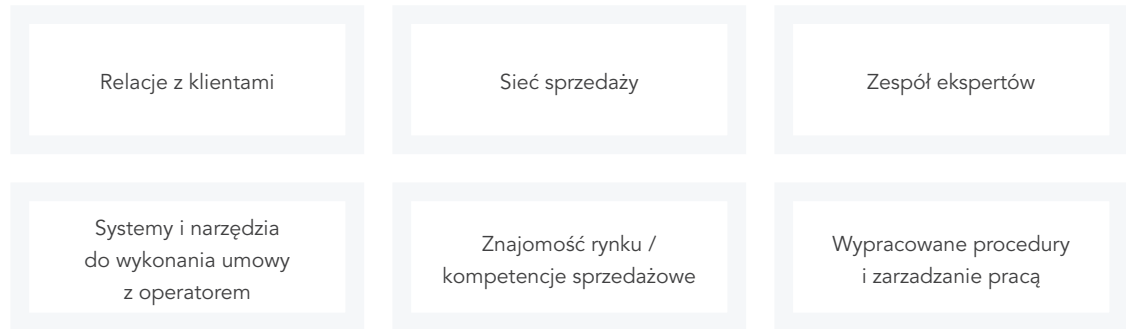 Relacje z klientami
Sieć sprzedaży
Zespół ekspertów
Systemy i narzędzia
do wykonania umowy
z operatorem
Znajomość rynku /
kompetencje sprzedażowe
Wypracowane procedury
i zarzadzanie pracą